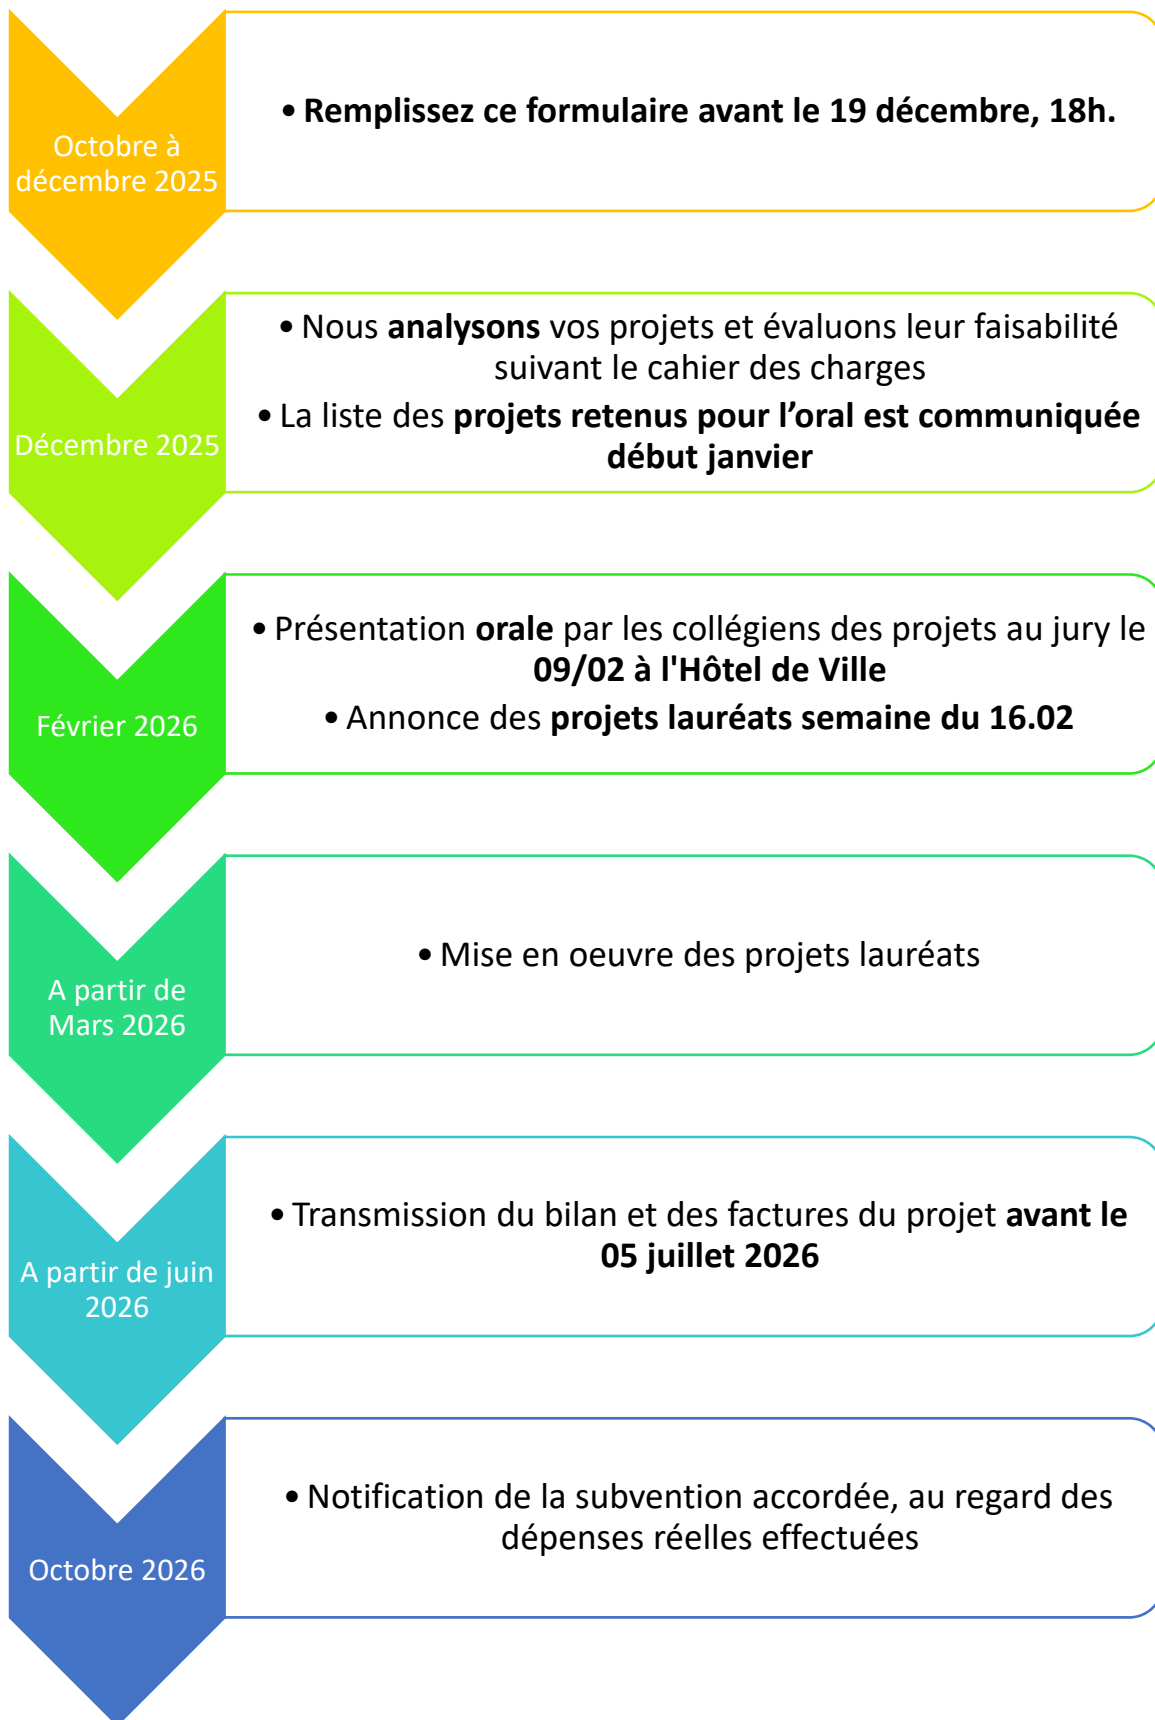 Octobre à
décembre 2025
• Remplissez ce formulaire avant le 19 décembre, 18h.
Décembre 2025
• Nous analysons vos projets et évaluons leur faisabilité
suivant le cahier des charges
• La liste des projets retenus pour l’oral est communiquée
début janvier
Février 2026
• Présentation orale par les collégiens des projets au jury le
09/02 à l'Hôtel de Ville
• Annonce des projets lauréats semaine du 16.02
A partir de
Mars 2026
• Mise en oeuvre des projets lauréats
A partir de juin
2026
• Transmission du bilan et des factures du projet avant le
05 juillet 2026
Octobre 2026
• Notification de la subvention accordée, au regard des
dépenses réelles effectuées